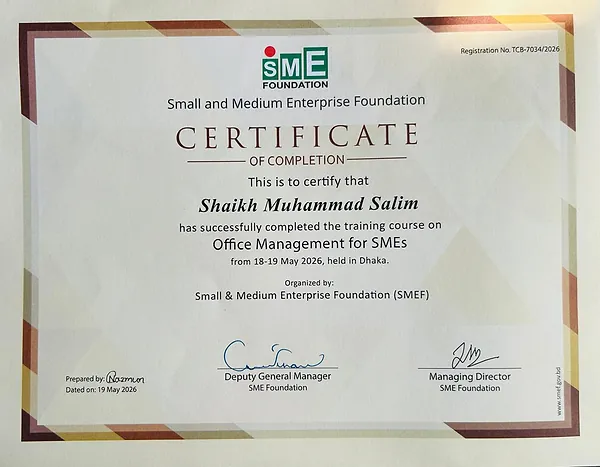 Registration No. TCB-7034/2026
SME
FOUNDATION
Small and Medium Enterprise Foundation
CERTIFICATE
OF COMPLETION
This is to certify that
Shaikh Muhammad Salim
has successfully completed the training course on
Office Management for SMEs
from 18-19 May 2026, held in Dhaka.
Organized by:
Small & Medium Enterprise Foundation (SMEF)
Prepared by:
Dated on: 19 May 2026
Deputy General Manager
SME Foundation
Managing Director
SME Foundation
www.smef.gov.bd